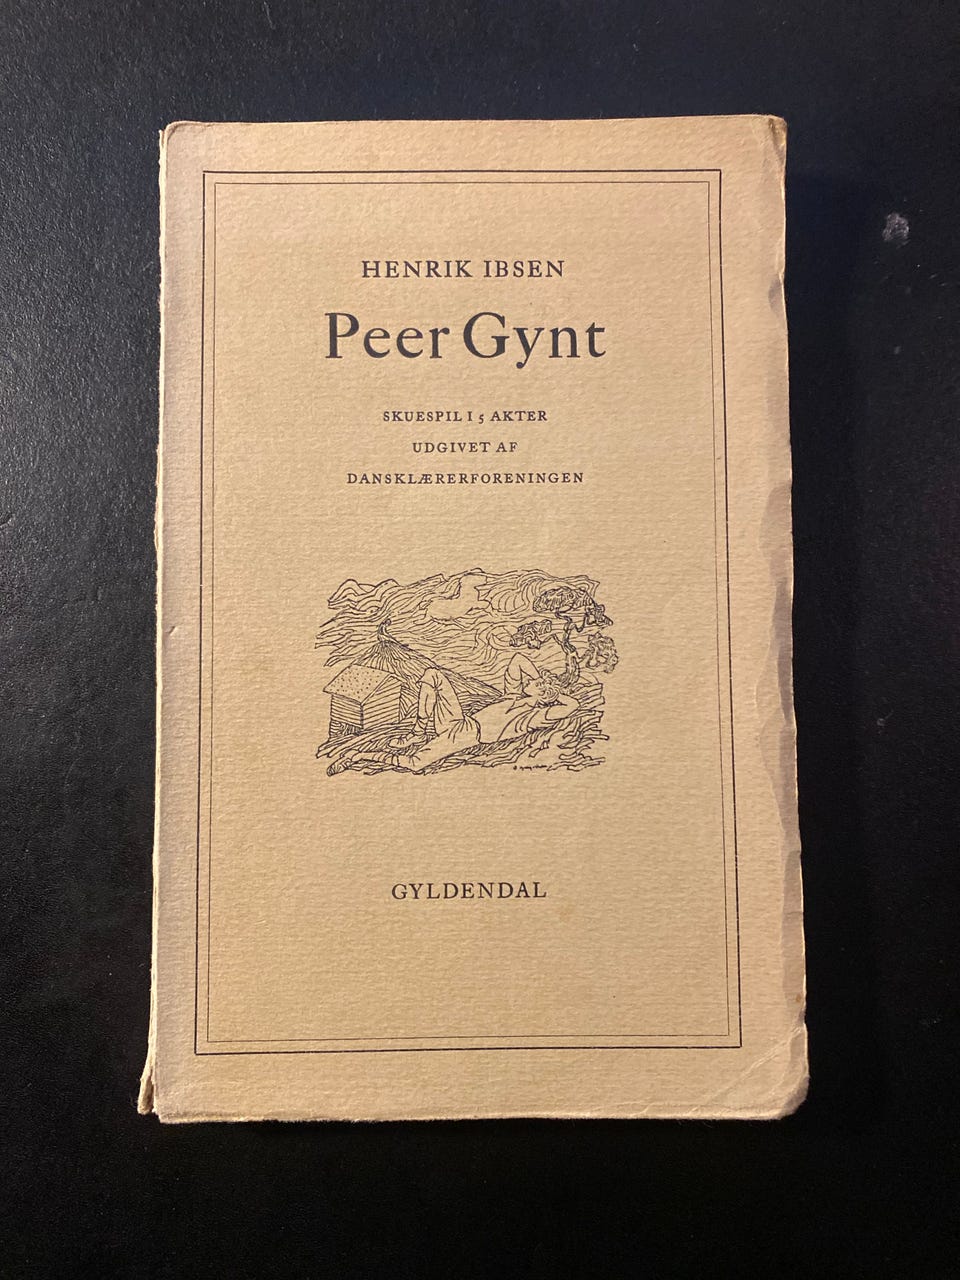 HENRIK IBSEN
Peer Gynt
SKUESPIL I 5 AKTER
UDGIVET AF
DANSKLÆRERFORENINGEN
GYLDENDAL